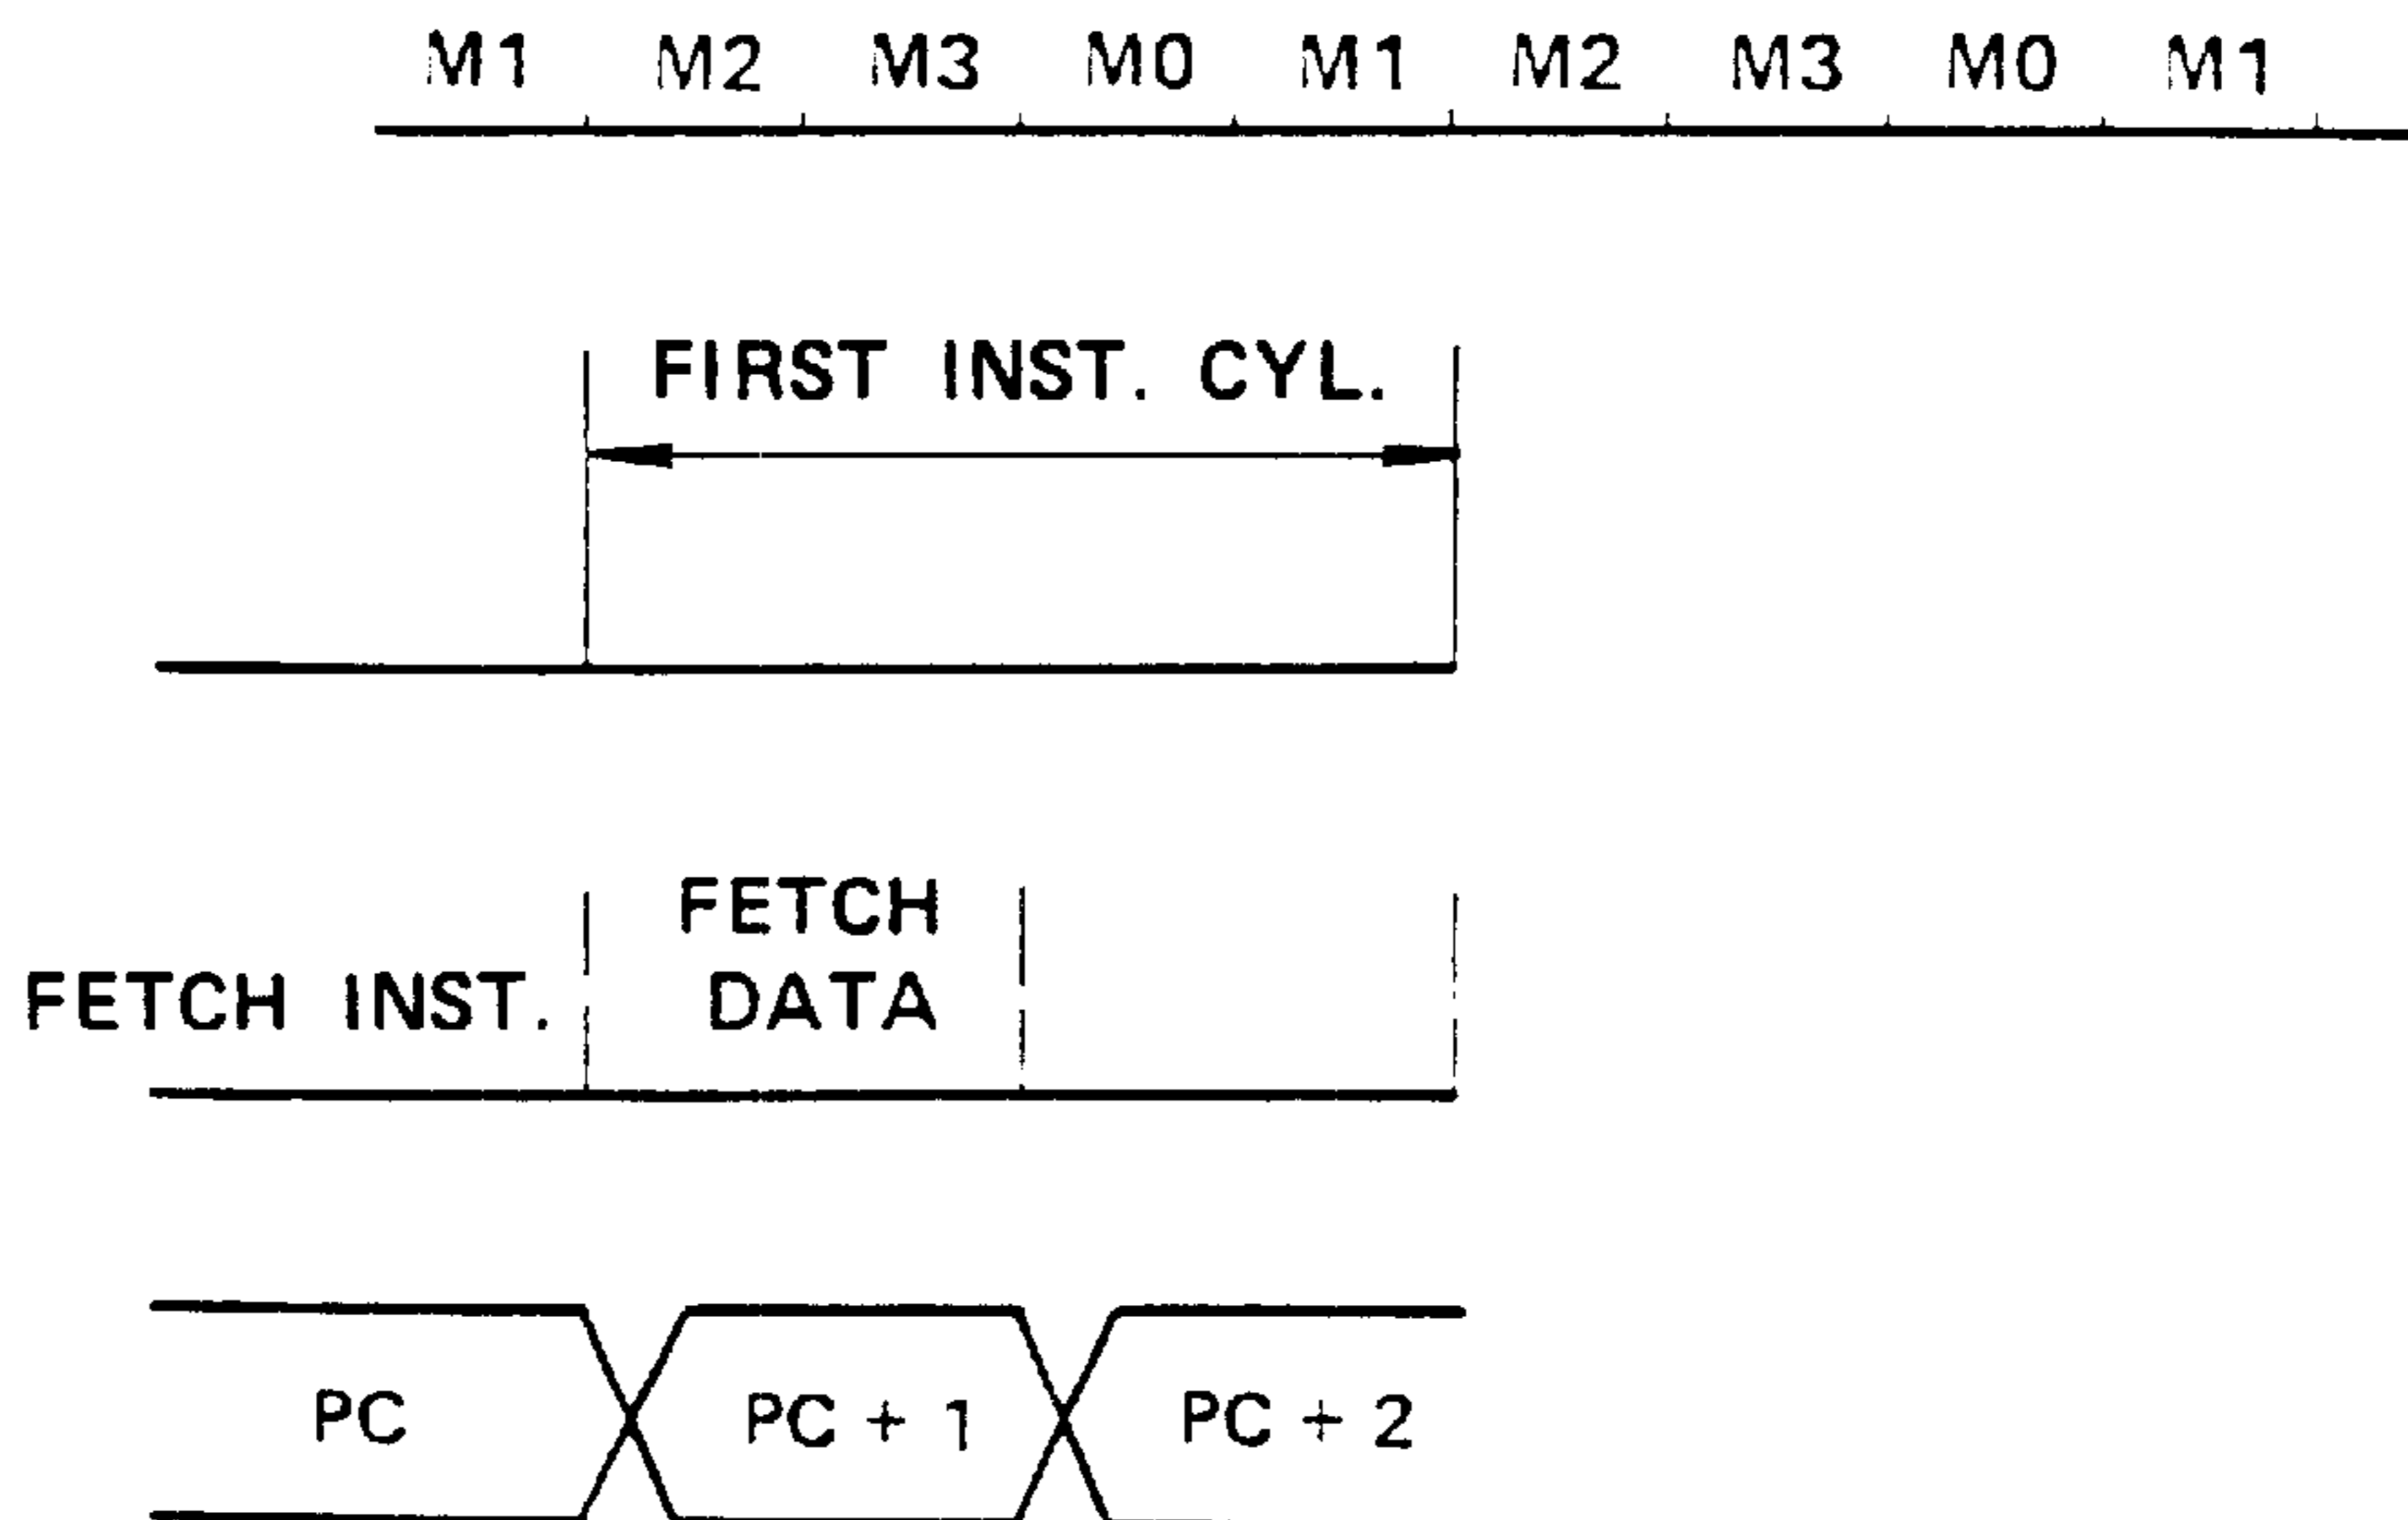 M1 M2 M3 M0 M1 M2 M3 M0 M1
FIRST INST. CYL.
FETCH
FETCH INST. DATA
PC PC + 1 PC + 2